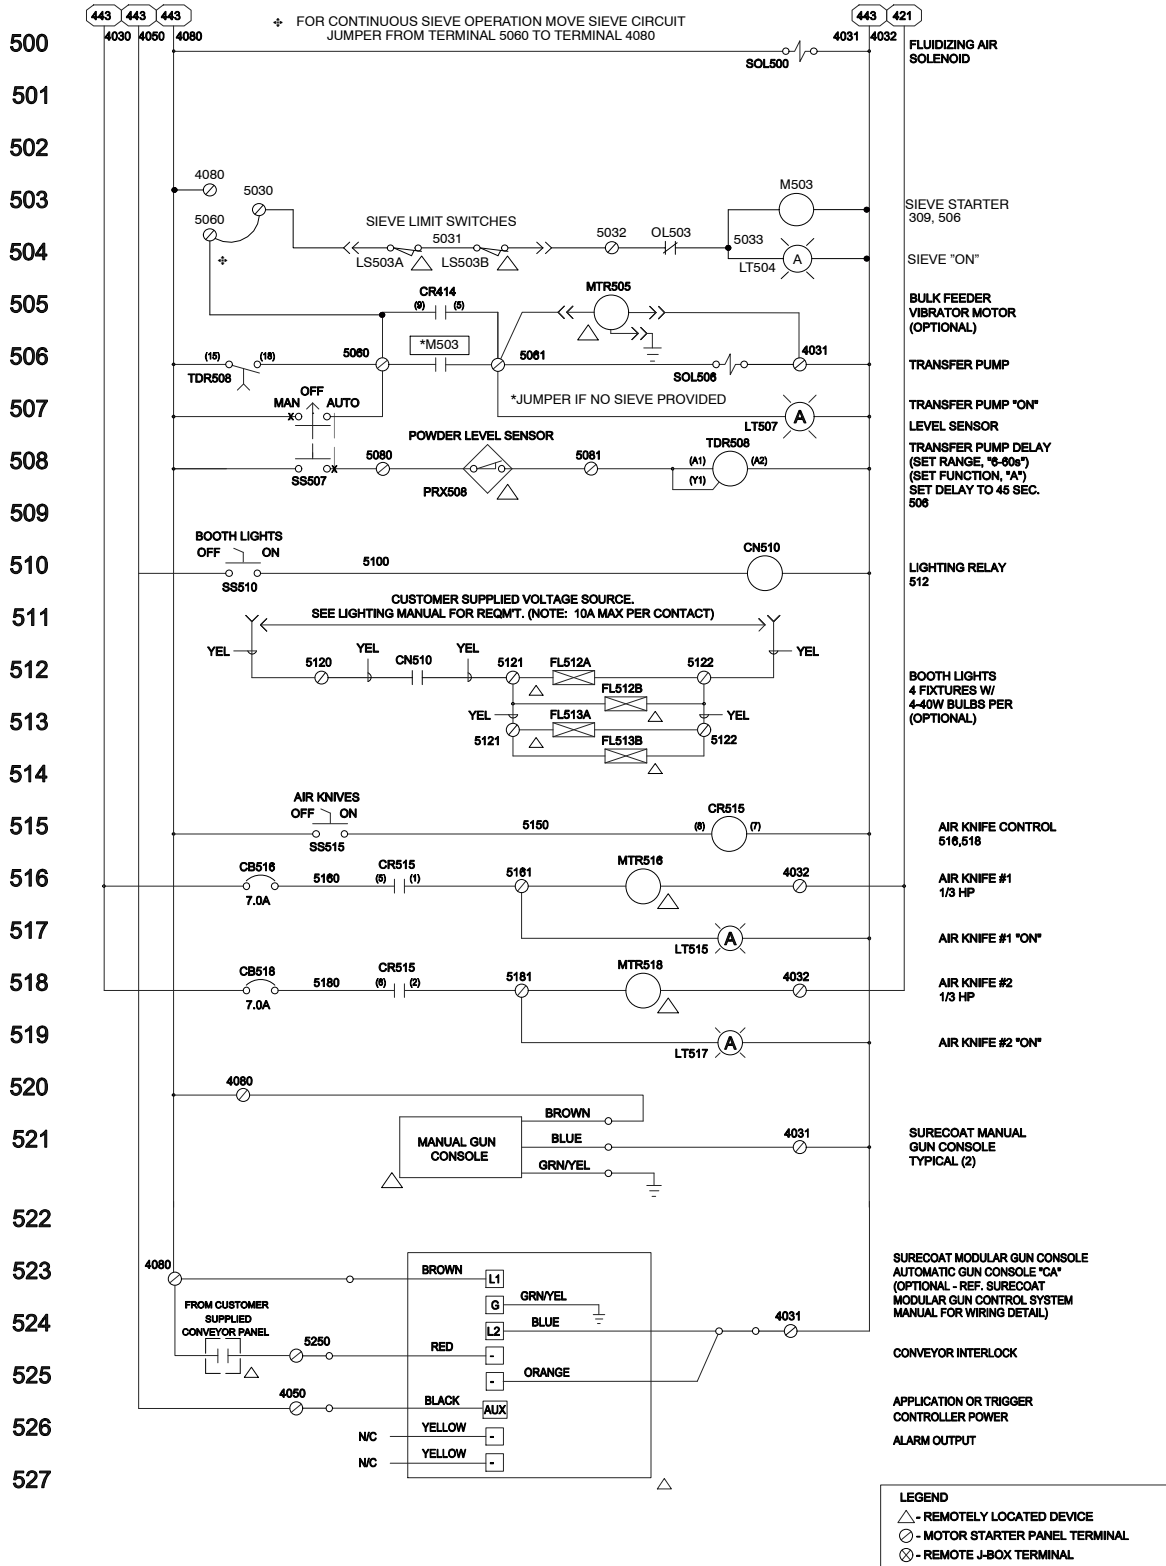 443 443 443
443 421
✣ FOR CONTINUOUS SIEVE OPERATION MOVE SIEVE CIRCUIT
JUMPER FROM TERMINAL 5060 TO TERMINAL 4080
4030 4050 4080
4031 4032
500
SOL500
FLUIDIZING AIR
SOLENOID
501
502
4080
503
5030
M503
SIEVE STARTER
309, 506
5060
SIEVE LIMIT SWITCHES
5031
5032
OL503
5033
504
✣
LS503A
LS503B
LT504
A
SIEVE "ON"
505
CR414
(9) (5)
MTR505
BULK FEEDER
VIBRATOR MOTOR
(OPTIONAL)
506
(15) (18)
5060
*M503
5061
4031
TRANSFER PUMP
TDR508
SOL506
507
OFF
MAN AUTO
X
*JUMPER IF NO SIEVE PROVIDED
LT507
A
TRANSFER PUMP "ON"
LEVEL SENSOR
508
POWDER LEVEL SENSOR
TDR508
5080
5081
(A1) (A2)
(Y1)
X
SS507
PRX508
TRANSFER PUMP DELAY
(SET RANGE, "6-60s")
(SET FUNCTION, "A")
SET DELAY TO 45 SEC.
506
509
510
BOOTH LIGHTS
OFF ON
SS510
5100
CN510
LIGHTING RELAY
512
511
CUSTOMER SUPPLIED VOLTAGE SOURCE.
SEE LIGHTING MANUAL FOR REQM'T. (NOTE: 10A MAX PER CONTACT)
512
YEL
5120
YEL
CN510
YEL
5121
FL512A
5122
YEL
FL512B
BOOTH LIGHTS
4 FIXTURES W/
4-40W BULBS PER
(OPTIONAL)
513
YEL
FL513A
YEL
5121
FL513B
5122
514
515
AIR KNIVES
OFF ON
SS515
5150
CR515
(8) (7)
AIR KNIFE CONTROL
516,518
516
CB516
7.0A
5160
CR515
(5) (1)
5161
MTR516
4032
AIR KNIFE #1
1/3 HP
517
LT515
A
AIR KNIFE #1 "ON"
518
CB518
7.0A
5180
CR515
(6) (2)
5181
MTR518
4032
AIR KNIFE #2
1/3 HP
519
LT517
A
AIR KNIFE #2 "ON"
520
4080
521
MANUAL GUN
CONSOLE
BROWN
BLUE
GRN/YEL
4031
SURECOAT MANUAL
GUN CONSOLE
TYPICAL (2)
522
523
4080
BROWN
L1
SURECOAT MODULAR GUN CONSOLE
AUTOMATIC GUN CONSOLE "CA"
(OPTIONAL - REF. SURECOAT
MODULAR GUN CONTROL SYSTEM
MANUAL FOR WIRING DETAIL)
524
FROM CUSTOMER
SUPPLIED
CONVEYOR PANEL
G
GRN/YEL
L2
BLUE
4031
5250
RED
-
CONVEYOR INTERLOCK
525
-
ORANGE
4050
BLACK
AUX
APPLICATION OR TRIGGER
CONTROLLER POWER
526
N/C
YELLOW
-
ALARM OUTPUT
N/C
YELLOW
-
527
LEGEND
- REMOTELY LOCATED DEVICE
- MOTOR STARTER PANEL TERMINAL
- REMOTE J-BOX TERMINAL